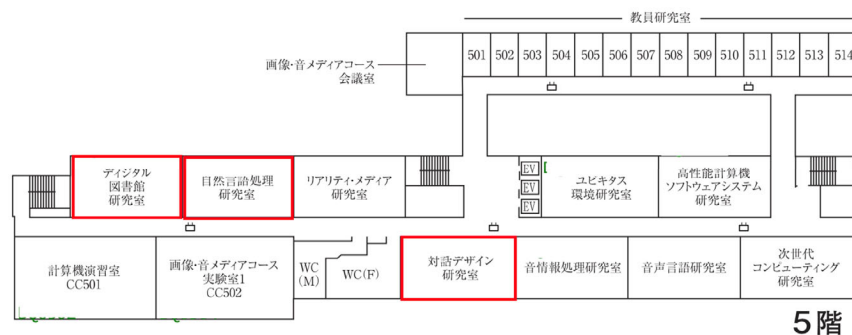 教員研究室
501 502 503 504 505 506 507 508 509 510 511 512 513 514
画像・音メディアコース
会議室
ディジタル
図書館
研究室
自然言語処理
研究室
リアリティ・メディア
研究室
EV
EV
EV
ユビキタス
環境研究室
高性能計算機
ソフトウェアシステム
研究室
計算機演習室
CC501
画像・音メディアコース
実験室1
CC502
WC
(M)
WC(F)
対話デザイン
研究室
音情報処理研究室
音声言語研究室
次世代
コンピューティング
研究室
5階